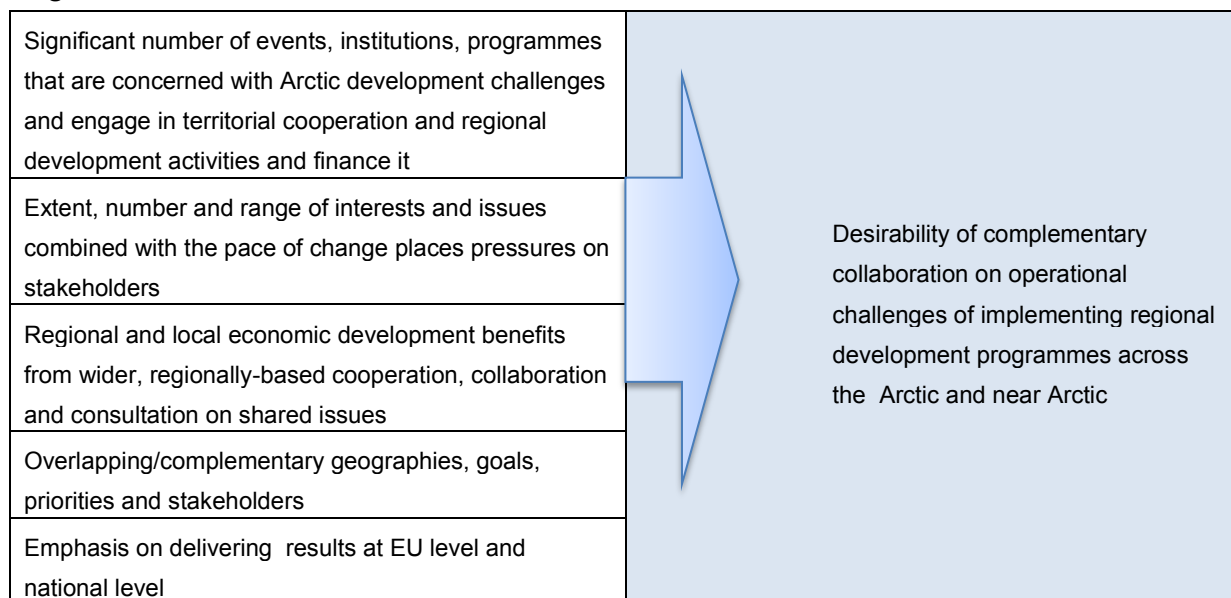 Significant number of events, institutions, programmes
that are concerned with Arctic development challenges
and engage in territorial cooperation and regional
development activities and finance it
Extent, number and range of interests and issues
combined with the pace of change places pressures on
stakeholders
Regional and local economic development benefits
from wider, regionally-based cooperation, collaboration
and consultation on shared issues
Overlapping/complementary geographies, goals,
priorities and stakeholders
Emphasis on delivering results at EU level and
national level
Desirability of complementary
collaboration on operational
challenges of implementing regional
development programmes across
the Arctic and near Arctic